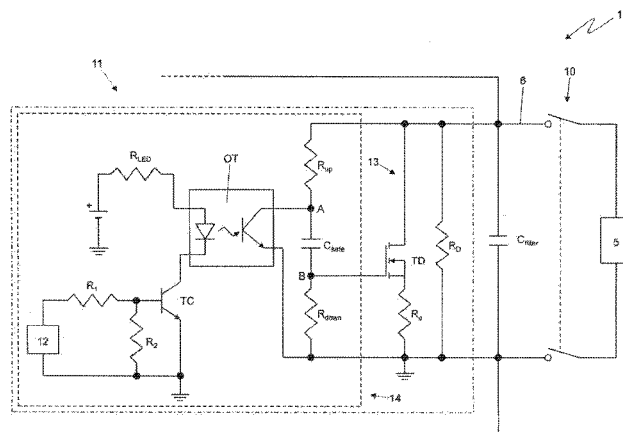 1
11
6
10
OT
R_LED
R_up
13
A
+
C_safe
TD
R_D
C_filter
5
B
R_1
TC
R_down
R_s
12
R_2
14